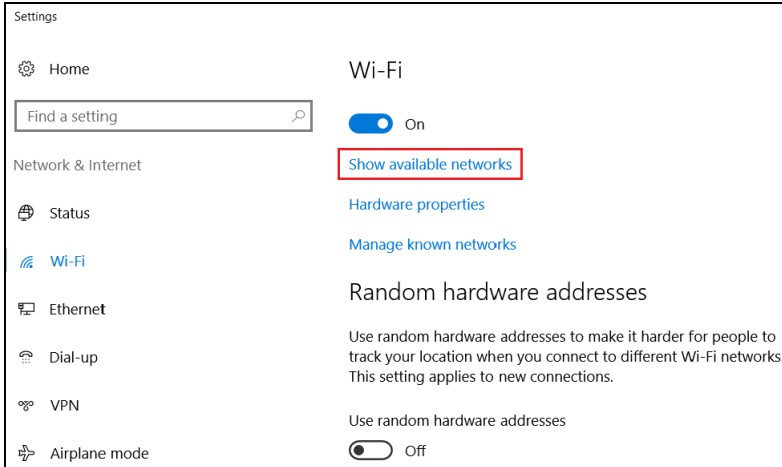 Settings
Home
Find a setting
Network & Internet
Status
Wi-Fi
Ethernet
Dial-up
VPN
Airplane mode
Wi-Fi
On
Show available networks
Hardware properties
Manage known networks
Random hardware addresses
Use random hardware addresses to make it harder for people to
track your location when you connect to different Wi-Fi networks
This setting applies to new connections.
Use random hardware addresses
Off